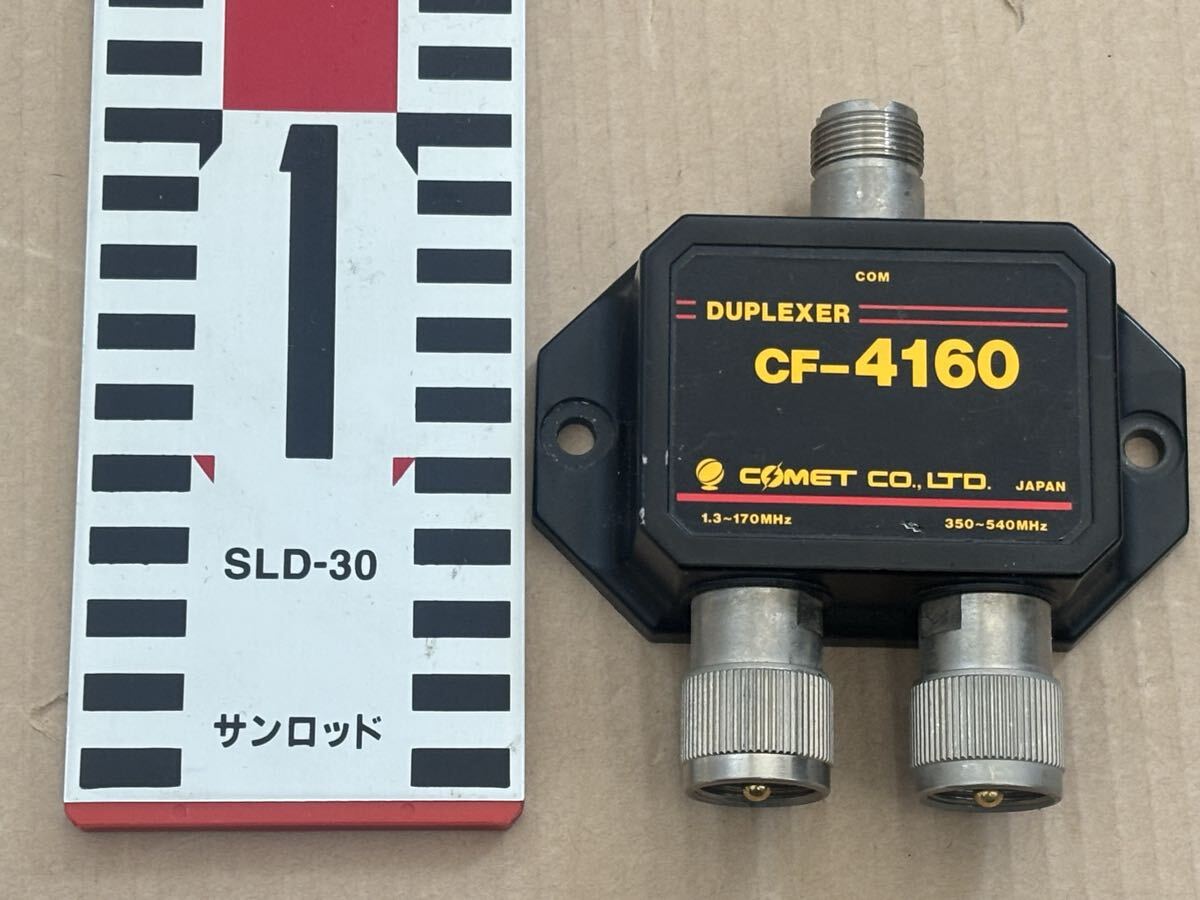 1
SLD-30
サンロッド
COM
DUPLEXER
CF-4160
COMET CO., LTD. JAPAN
1.3~170MHz 350~540MHz